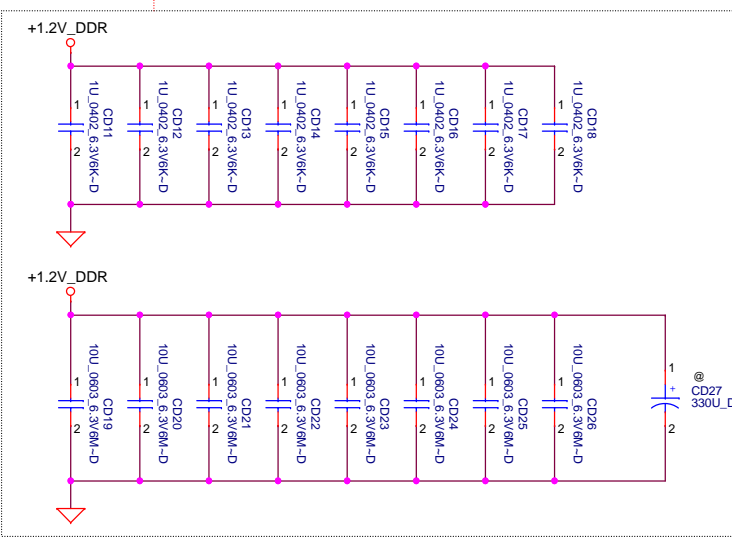 +1.2V_DDR
1
2
CD11
1U_0402_6.3V6K~D
1
2
CD12
1U_0402_6.3V6K~D
1
2
CD13
1U_0402_6.3V6K~D
1
2
CD14
1U_0402_6.3V6K~D
1
2
CD15
1U_0402_6.3V6K~D
1
2
CD16
1U_0402_6.3V6K~D
1
2
CD17
1U_0402_6.3V6K~D
1
2
CD18
1U_0402_6.3V6K~D
+1.2V_DDR
1
2
CD19
10U_0603_6.3V6M~D
1
2
CD20
10U_0603_6.3V6M~D
1
2
CD21
10U_0603_6.3V6M~D
1
2
CD22
10U_0603_6.3V6M~D
1
2
CD23
10U_0603_6.3V6M~D
1
2
CD24
10U_0603_6.3V6M~D
1
2
CD25
10U_0603_6.3V6M~D
1
2
CD26
10U_0603_6.3V6M~D
1
@
+
CD27
330U_D
2